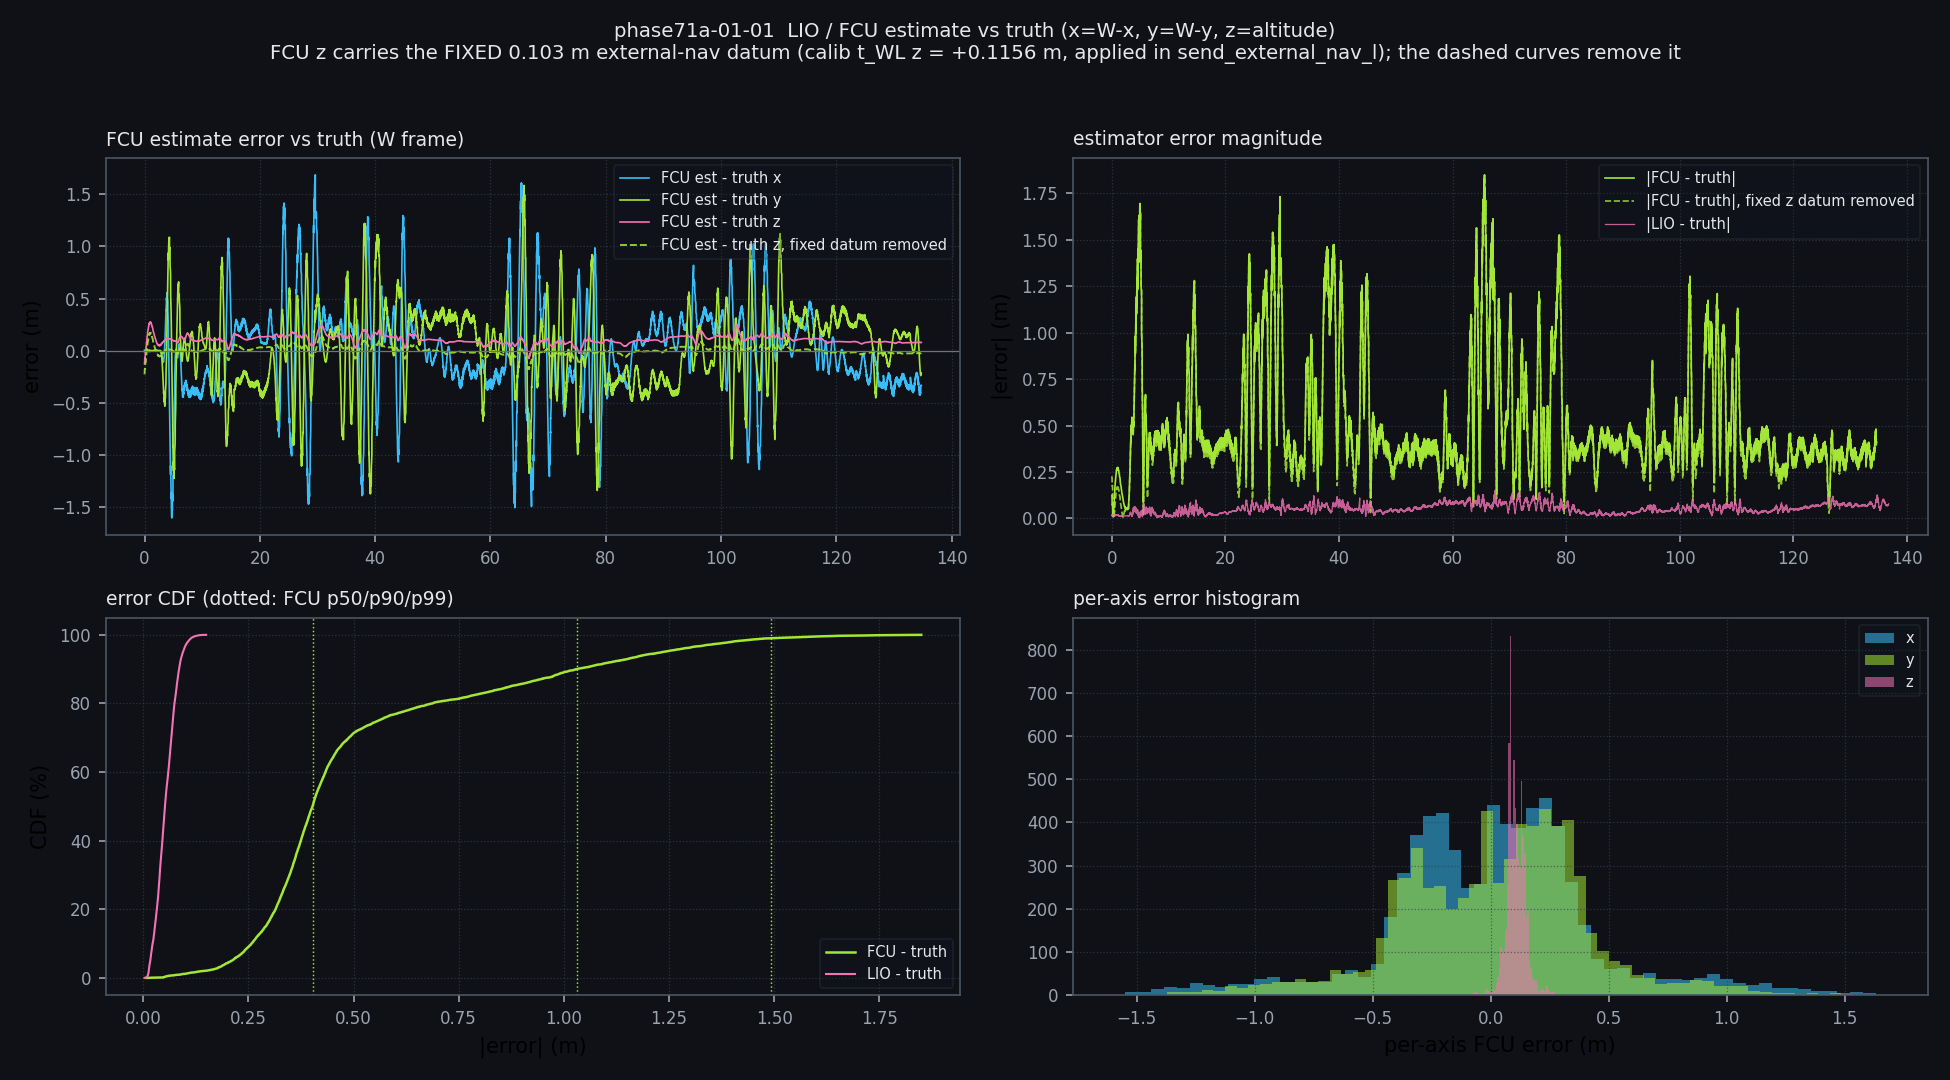 phase71a-01-01  LIO / FCU estimate vs truth (x=W-x, y=W-y, z=altitude)
FCU z carries the FIXED 0.103 m external-nav datum (calib t_WL z = +0.1156 m, applied in send_external_nav_l); the dashed curves remove it
FCU estimate error vs truth (W frame)
error (m)
1.5
1.0
0.5
0.0
−0.5
−1.0
−1.5
0 20 40 60 80 100 120 140
FCU est - truth x
FCU est - truth y
FCU est - truth z
FCU est - truth z, fixed datum removed
estimator error magnitude
|error| (m)
1.75
1.50
1.25
1.00
0.75
0.50
0.25
0.00
0 20 40 60 80 100 120 140
|FCU - truth|
|FCU - truth|, fixed z datum removed
|LIO - truth|
error CDF (dotted: FCU p50/p90/p99)
CDF (%)
100
80
60
40
20
0
0.00 0.25 0.50 0.75 1.00 1.25 1.50 1.75
|error| (m)
FCU - truth
LIO - truth
per-axis error histogram
800
700
600
500
400
300
200
100
0
−1.5 −1.0 −0.5 0.0 0.5 1.0 1.5
per-axis FCU error (m)
x
y
z